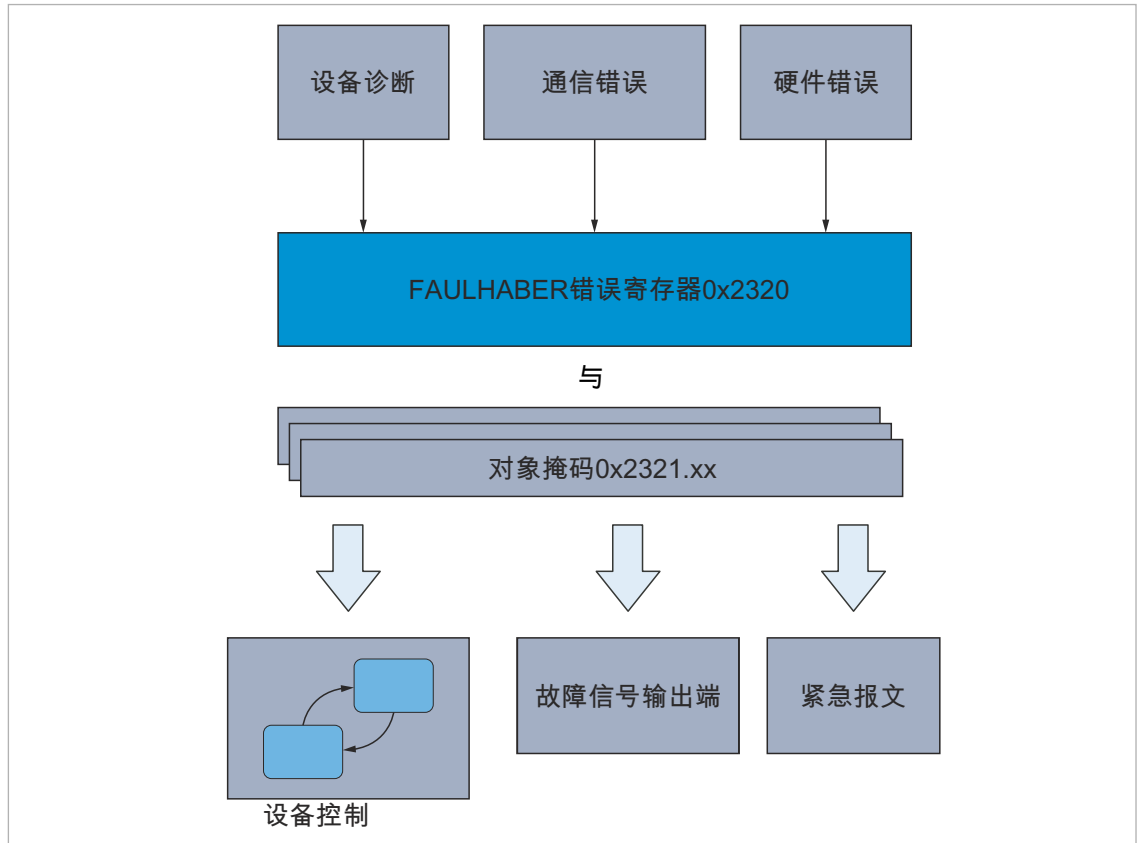 设备诊断
通信错误
硬件错误
FAULHABER错误寄存器0x2320
与
对象掩码0x2321.xx
故障信号输出端
紧急报文
设备控制